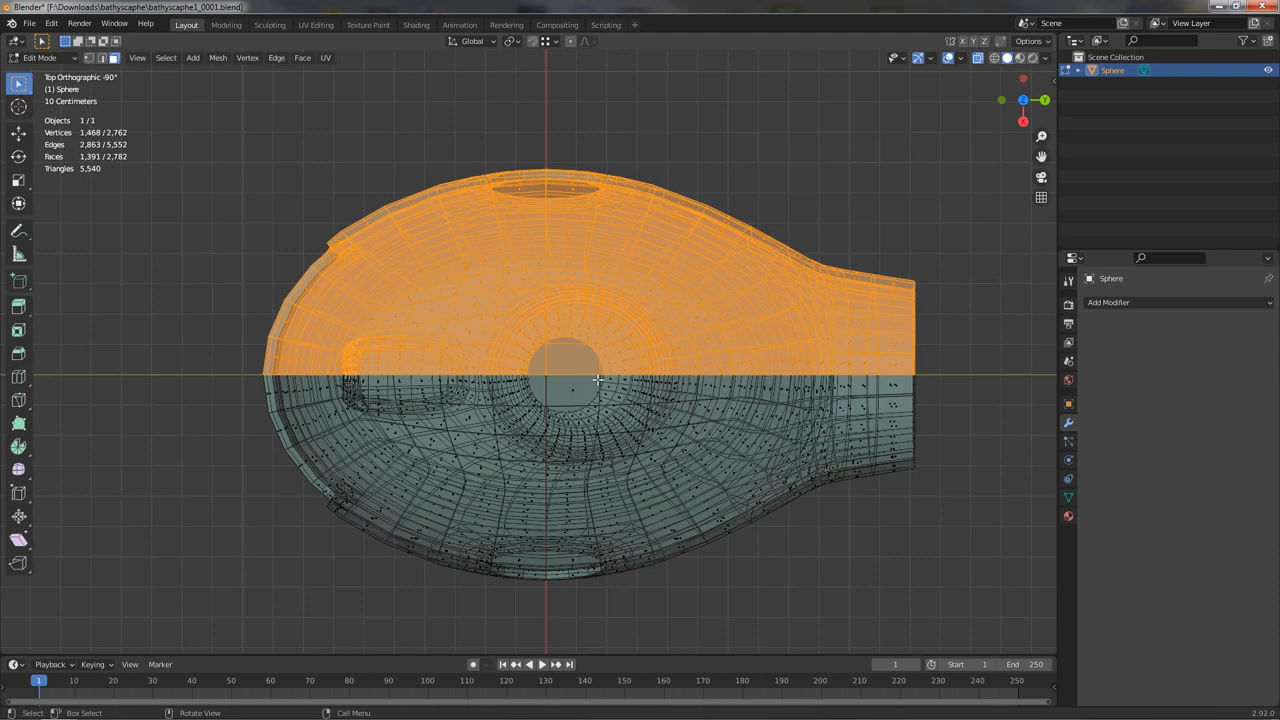 Blender* [F:\Downloads\bathyscaphe\bathyscaphe1_0001.blend]
File Edit Render Window Help
Layout Modeling Sculpting UV Editing Texture Paint Shading Animation Rendering Compositing Scripting +
Scene
View Layer
Global
X Y Z
Options
Edit Mode
View Select Add Mesh Vertex Edge Face UV
Top Orthographic -90°
(1) Sphere
10 Centimeters
Objects 1 / 1
Vertices 1,468 / 2,762
Edges 2,863 / 5,552
Faces 1,391 / 2,782
Triangles 5,540
Z Y
X
Scene Collection
Sphere
Sphere
Add Modifier
Playback Keying View Marker
1
Start 1
End 250
1 10 20 30 40 50 60 70 80 90 100 110 120 130 140 150 160 170 180 190 200 210 220 230 240 250
Select Box Select Rotate View Call Menu
2.92.0